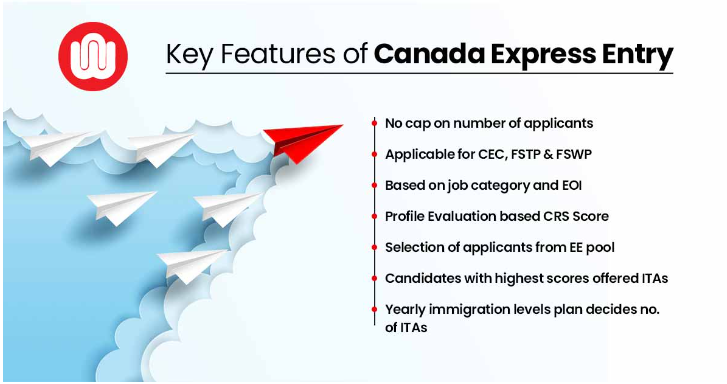 Key Features of Canada Express Entry
No cap on number of applicants
Applicable for CEC, FSTP & FSWP
Based on job category and EOI
Profile Evaluation based CRS Score
Selection of applicants from EE pool
Candidates with highest scores offered ITAs
Yearly immigration levels plan decides no.
of ITAs